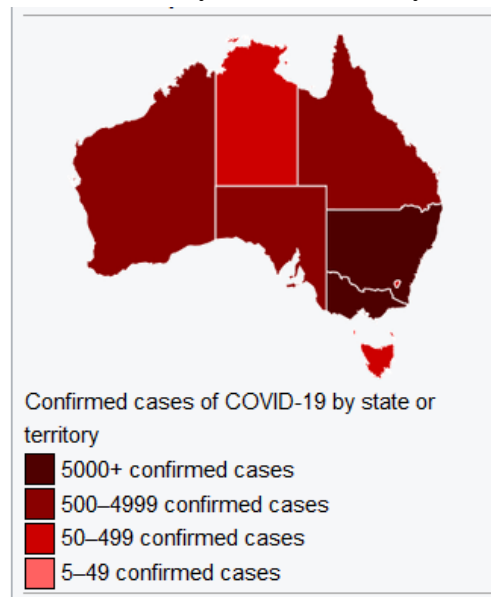 Confirmed cases of COVID-19 by state or
territory
5000+ confirmed cases
500–4999 confirmed cases
50–499 confirmed cases
5–49 confirmed cases